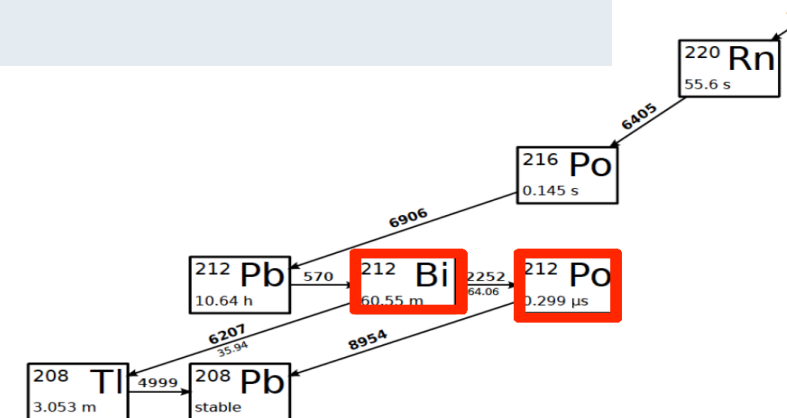 220 Rn
55.6 s
6405
216 Po
0.145 s
6906
212 Pb
10.64 h
570
212 Bi
60.55 m
2252
64.06
212 Po
0.299 µs
6207
35.94
8954
208 Tl
3.053 m
4999
208 Pb
stable